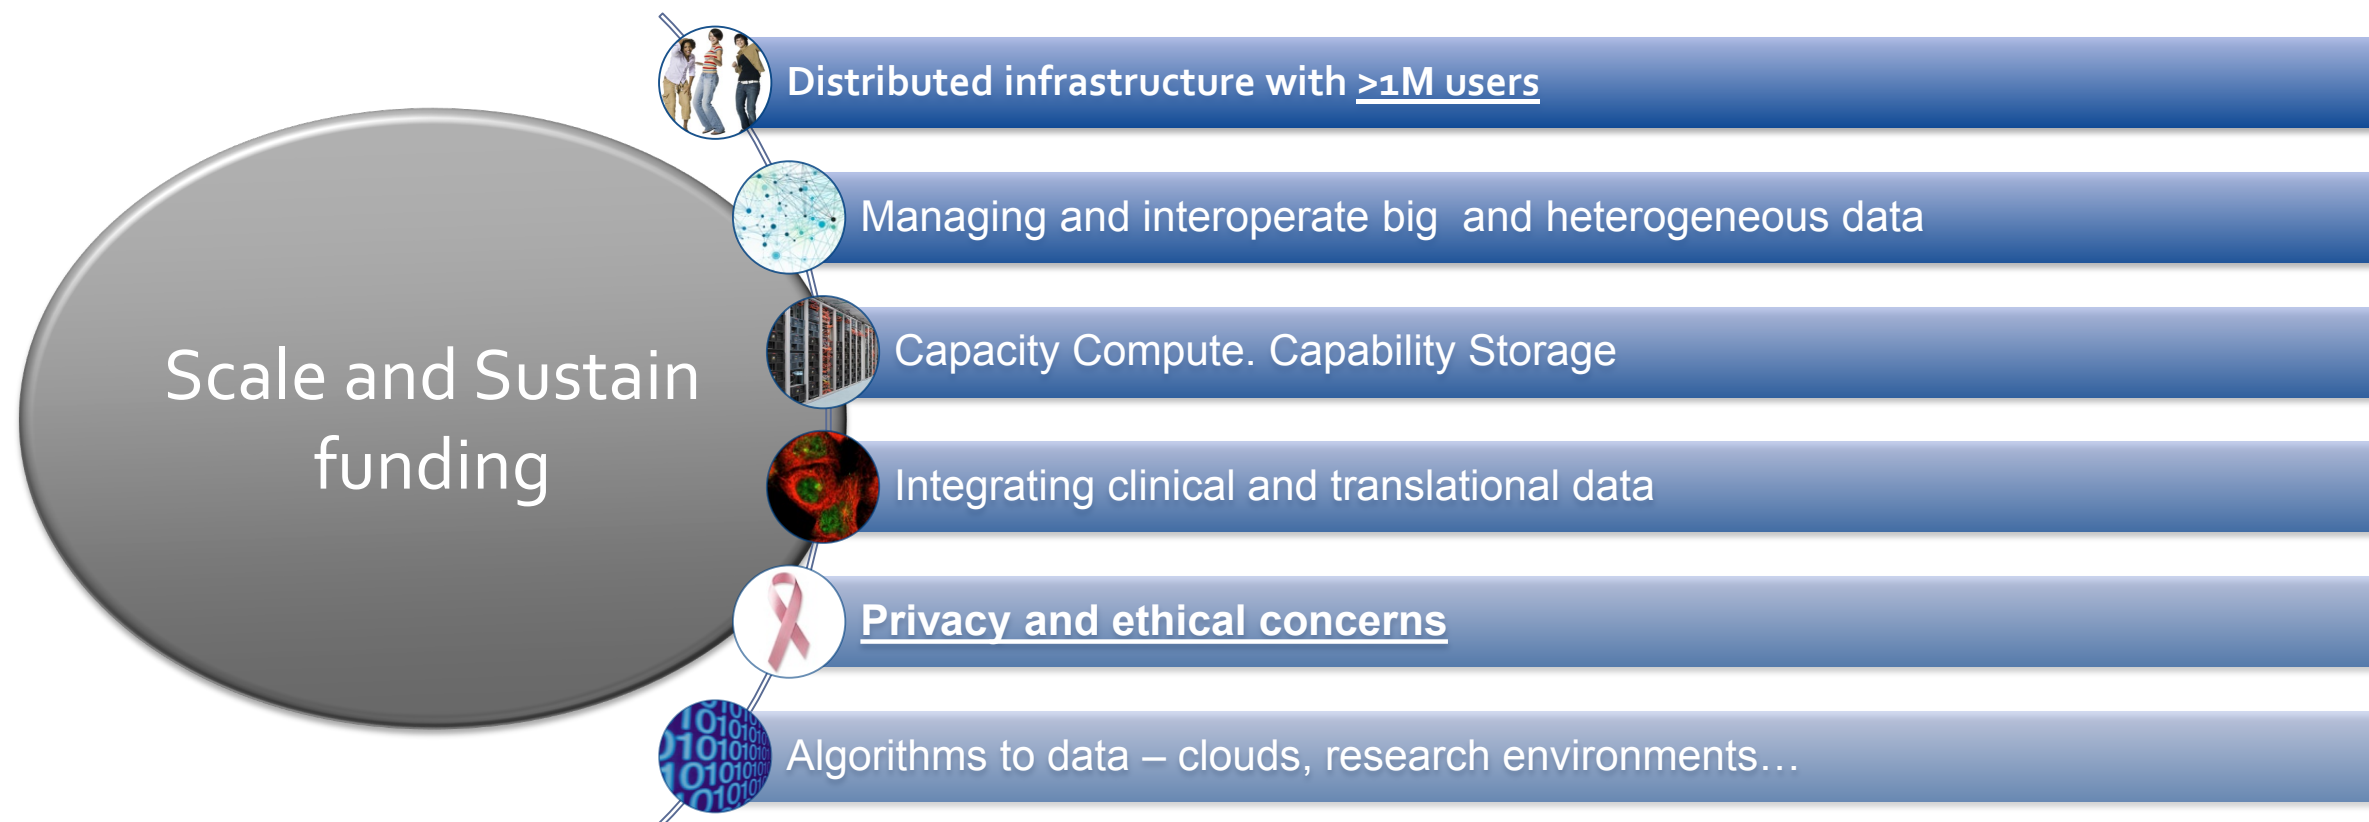 Distributed infrastructure with >1M users
Managing and interoperate big  and heterogeneous data
Scale and Sustain
funding
Capacity Compute. Capability Storage
Integrating clinical and translational data
Privacy and ethical concerns
Algorithms to data – clouds, research environments…